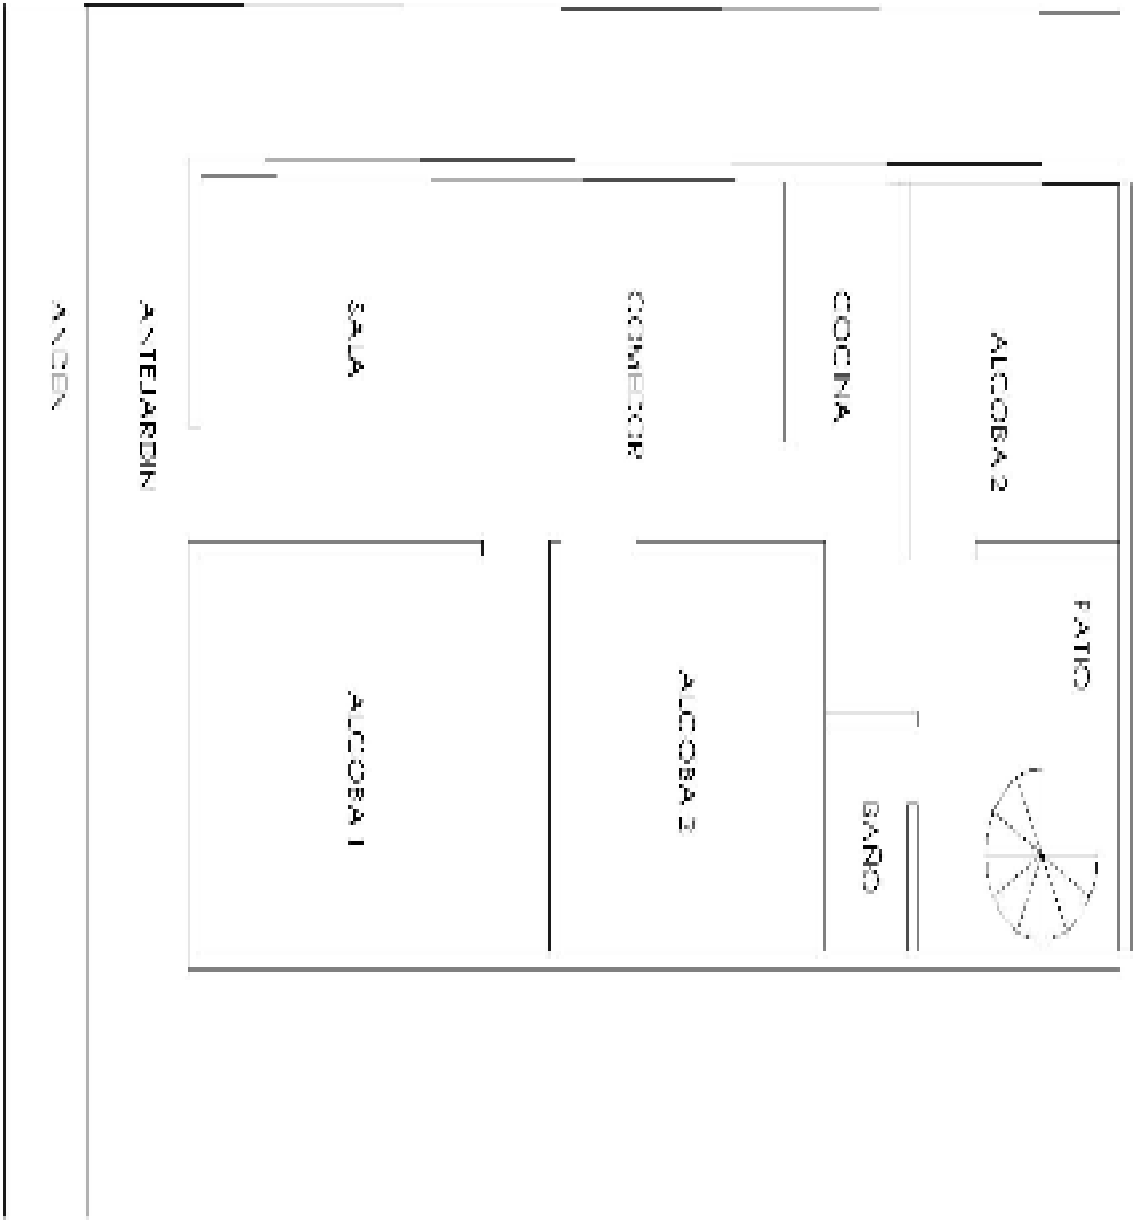 ANDEN
ANTEJARDIN
SALA
COMEDOR
COCINA
ALCOBA 2
ALCOBA 1
ALCOBA 3
BAÑO
PATIO